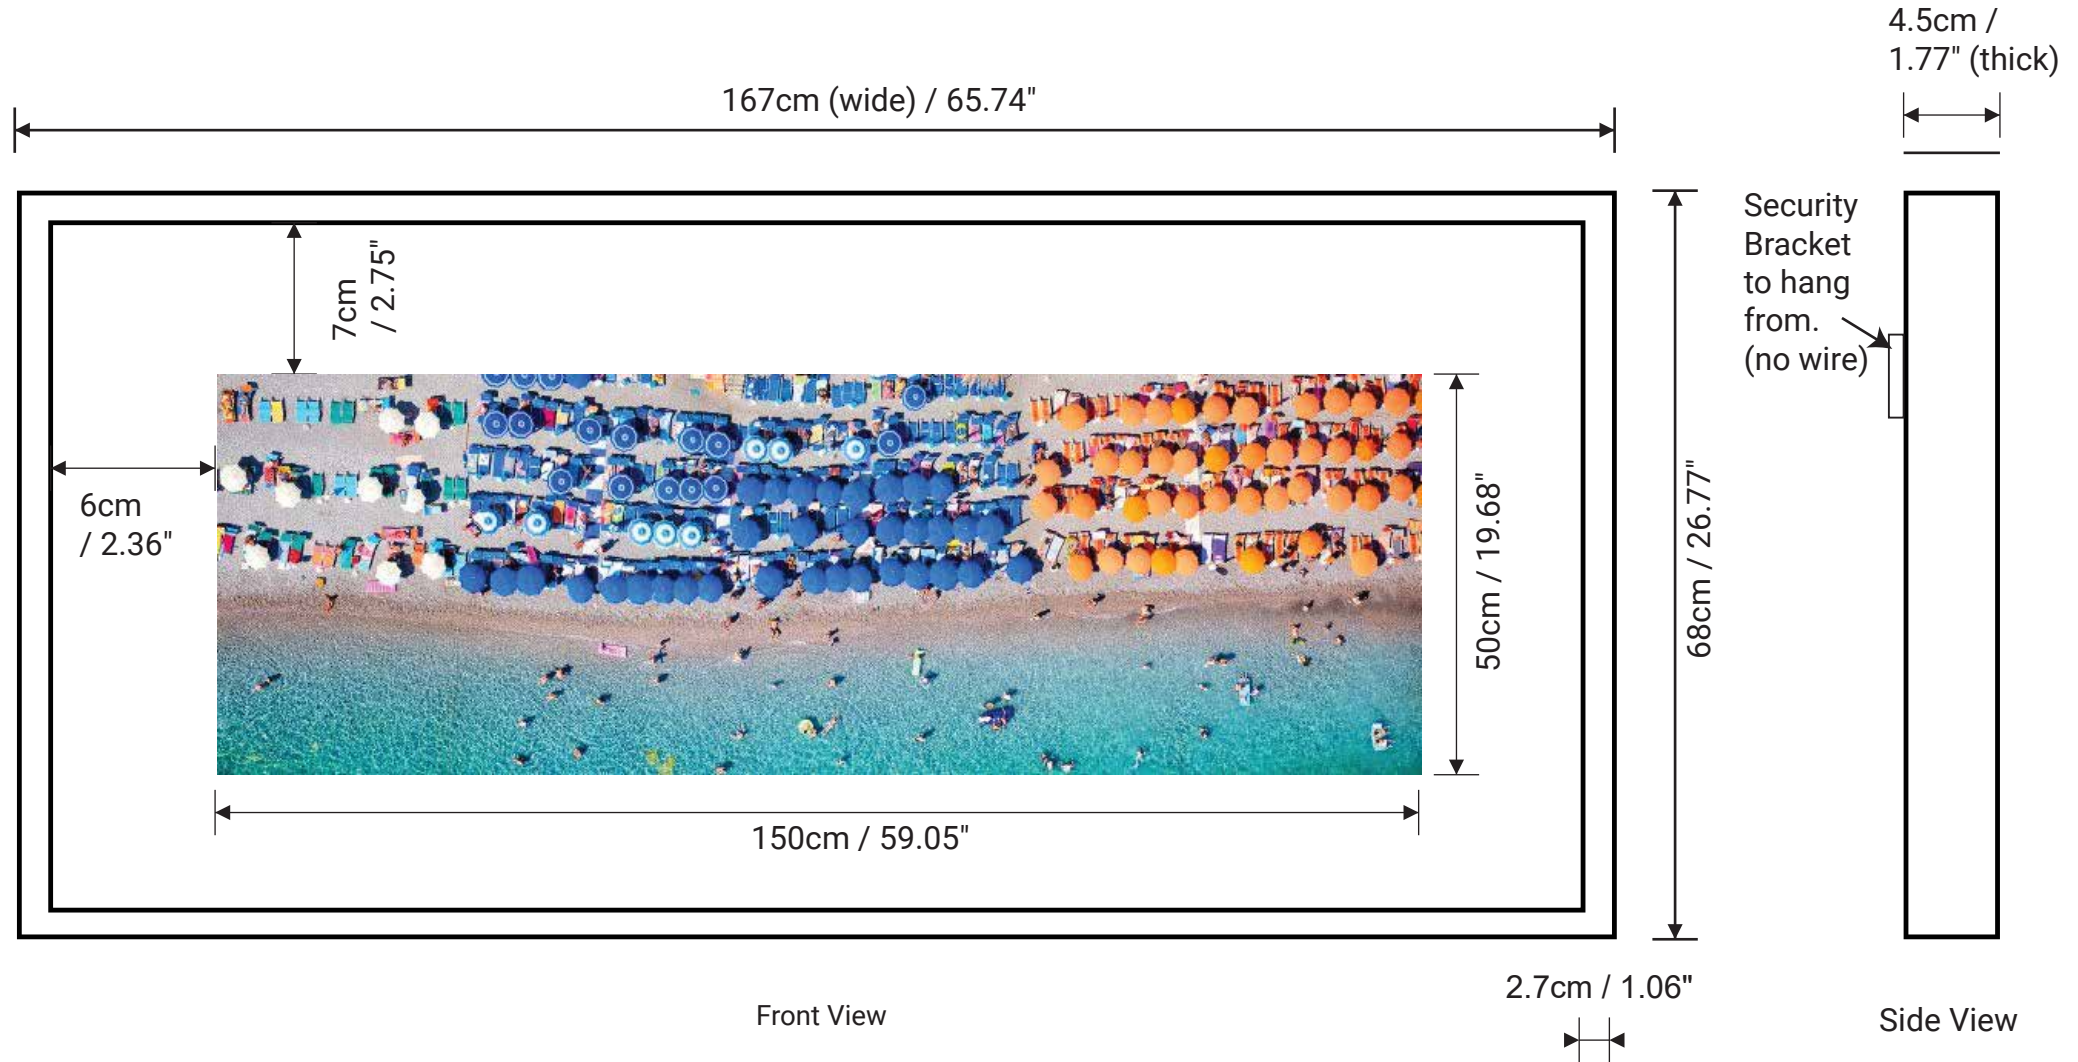 4.5cm /
1.77" (thick)
167cm (wide) / 65.74"
Security
Bracket
to hang
from.
(no wire)
7cm
/ 2.75"
6cm
/ 2.36"
50cm / 19.68"
68cm / 26.77"
150cm / 59.05"
2.7cm / 1.06"
Front View
Side View